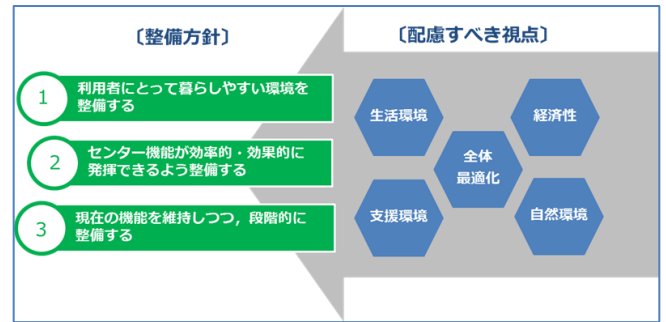 〔整備方針〕
1
利用者にとって暮らしやすい環境を
整備する
2
センター機能が効率的・効果的に
発揮できるよう整備する
3
現在の機能を維持しつつ，段階的に
整備する
〔配慮すべき視点〕
生活環境
経済性
全体
最適化
支援環境
自然環境